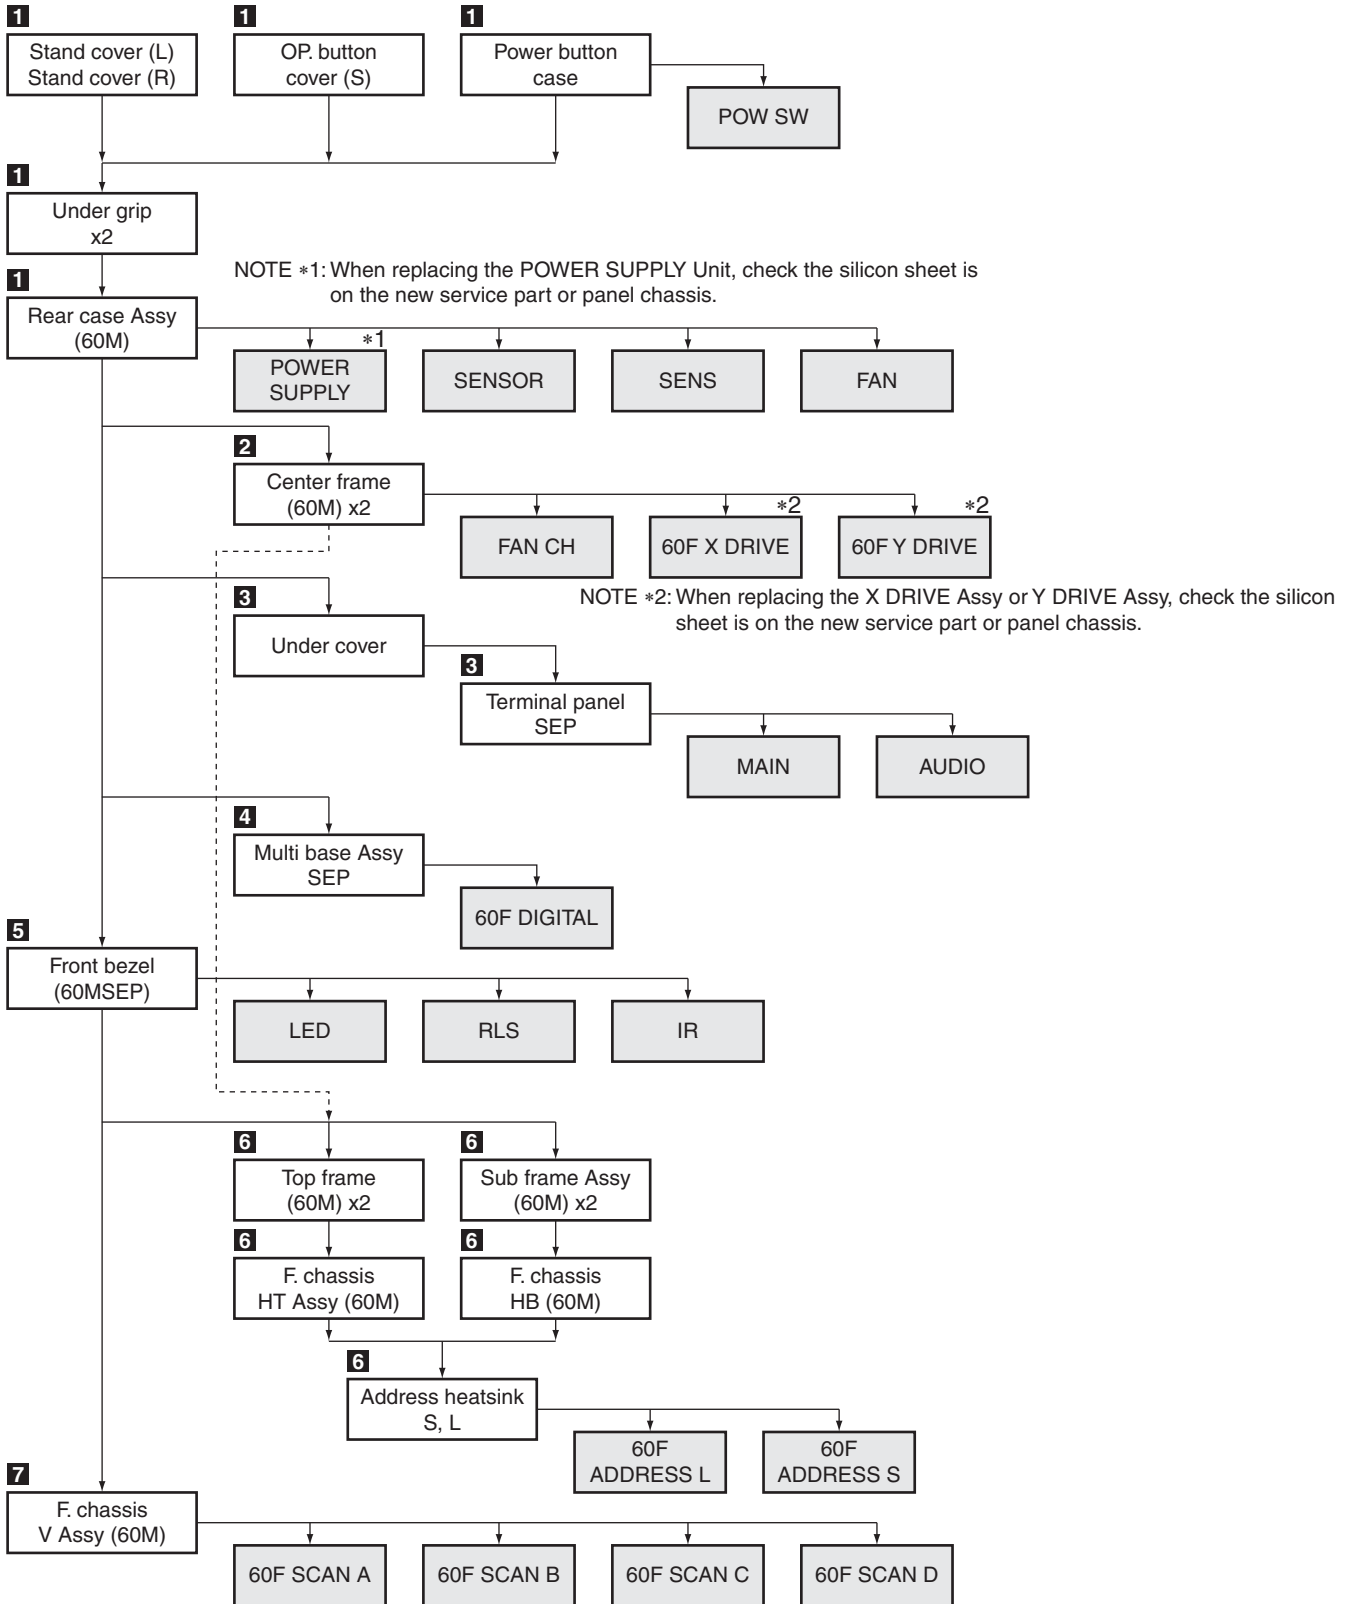 1
Stand cover (L)
Stand cover (R)
1
OP. button
cover (S)
1
Power button
case
POW SW
1
Under grip
x2
NOTE *1: When replacing the POWER SUPPLY Unit, check the silicon sheet is
on the new service part or panel chassis.
1
Rear case Assy
(60M)
*1
POWER
SUPPLY
SENSOR
SENS
FAN
2
Center frame
(60M) x2
FAN CH
*2
60F X DRIVE
*2
60F Y DRIVE
NOTE *2: When replacing the X DRIVE Assy or Y DRIVE Assy, check the silicon
sheet is on the new service part or panel chassis.
3
Under cover
3
Terminal panel
SEP
MAIN
AUDIO
4
Multi base Assy
SEP
60F DIGITAL
5
Front bezel
(60MSEP)
LED
RLS
IR
6
Top frame
(60M) x2
6
Sub frame Assy
(60M) x2
6
F. chassis
HT Assy (60M)
6
F. chassis
HB (60M)
6
Address heatsink
S, L
60F
ADDRESS L
60F
ADDRESS S
7
F. chassis
V Assy (60M)
60F SCAN A
60F SCAN B
60F SCAN C
60F SCAN D